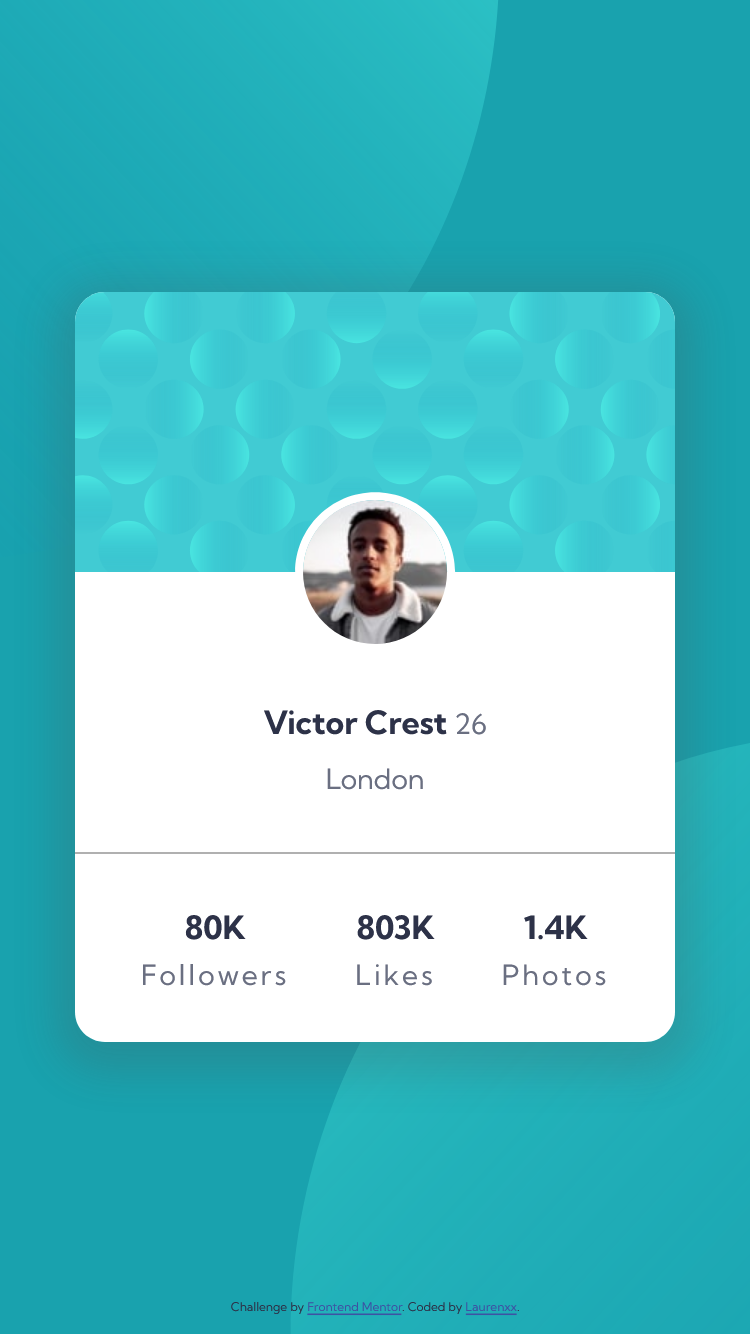 Victor Crest 26
London
80K 803K 1.4K
Followers Likes Photos
Challenge by Frontend Mentor. Coded by Laurenxx.